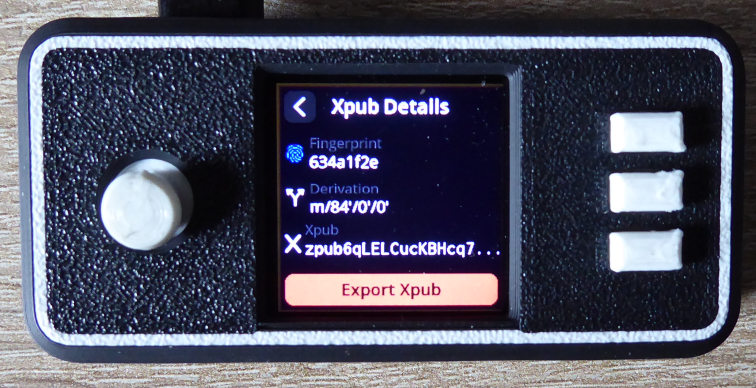 Xpub Details
Fingerprint
634a1f2e
Derivation
m/84'/0'/0'
Xpub
zpub6qLELCucKBHcq7...
Export Xpub